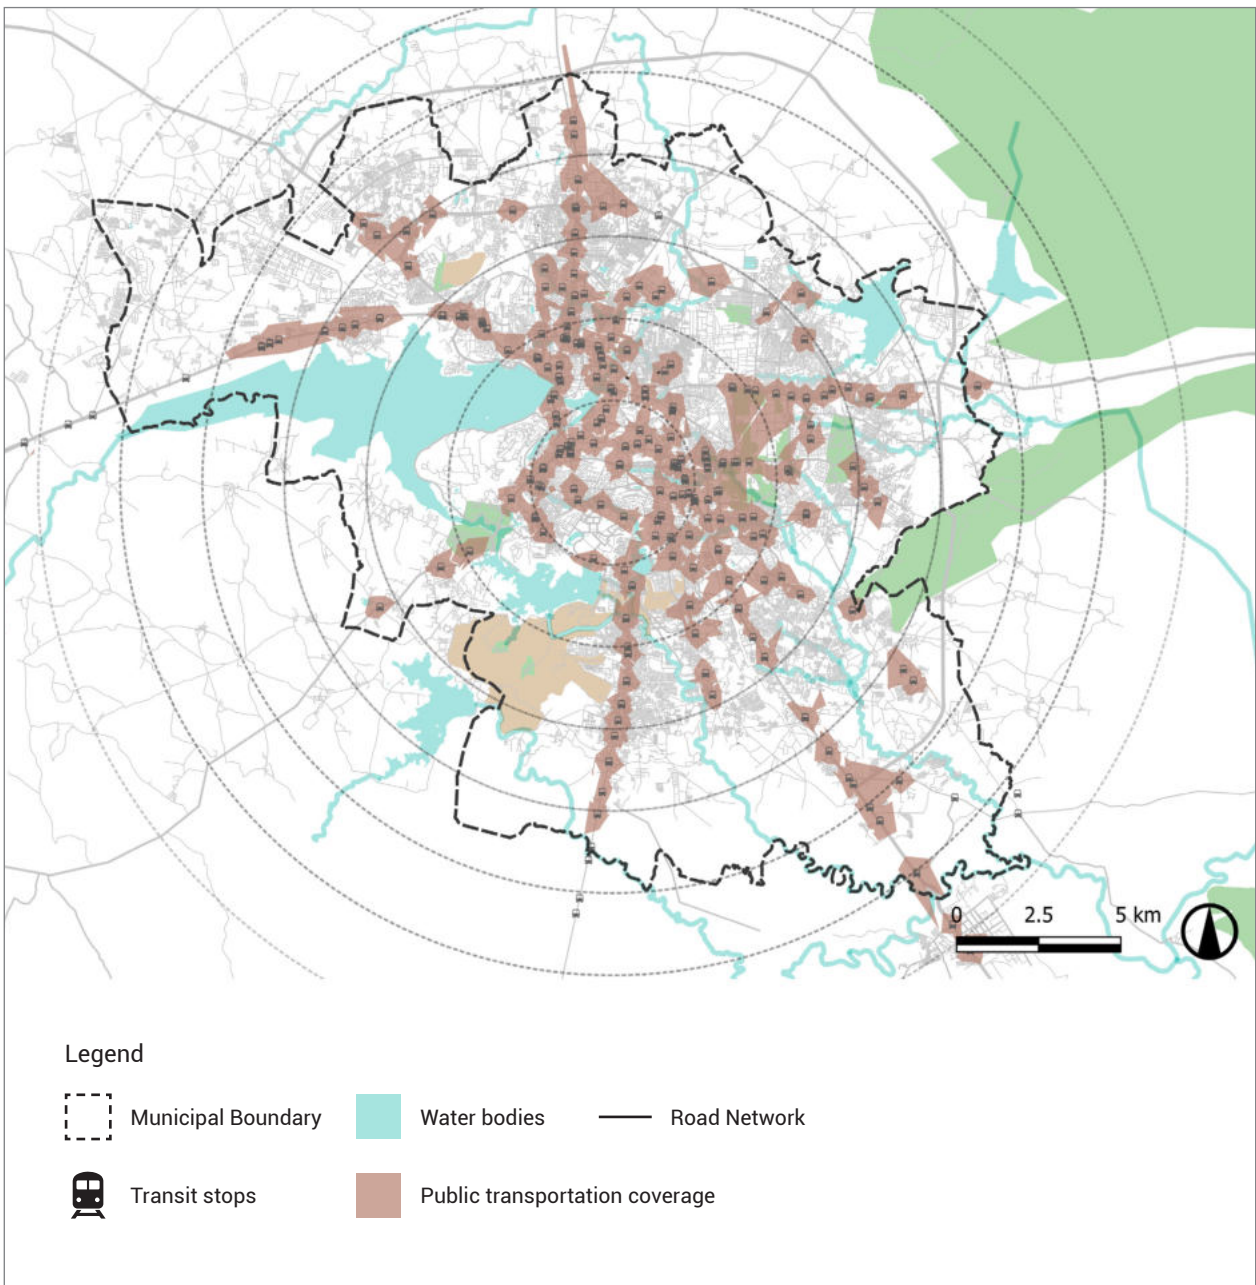 0 2.5 5 km
Legend
Municipal Boundary
Water bodies
Road Network
Transit stops
Public transportation coverage